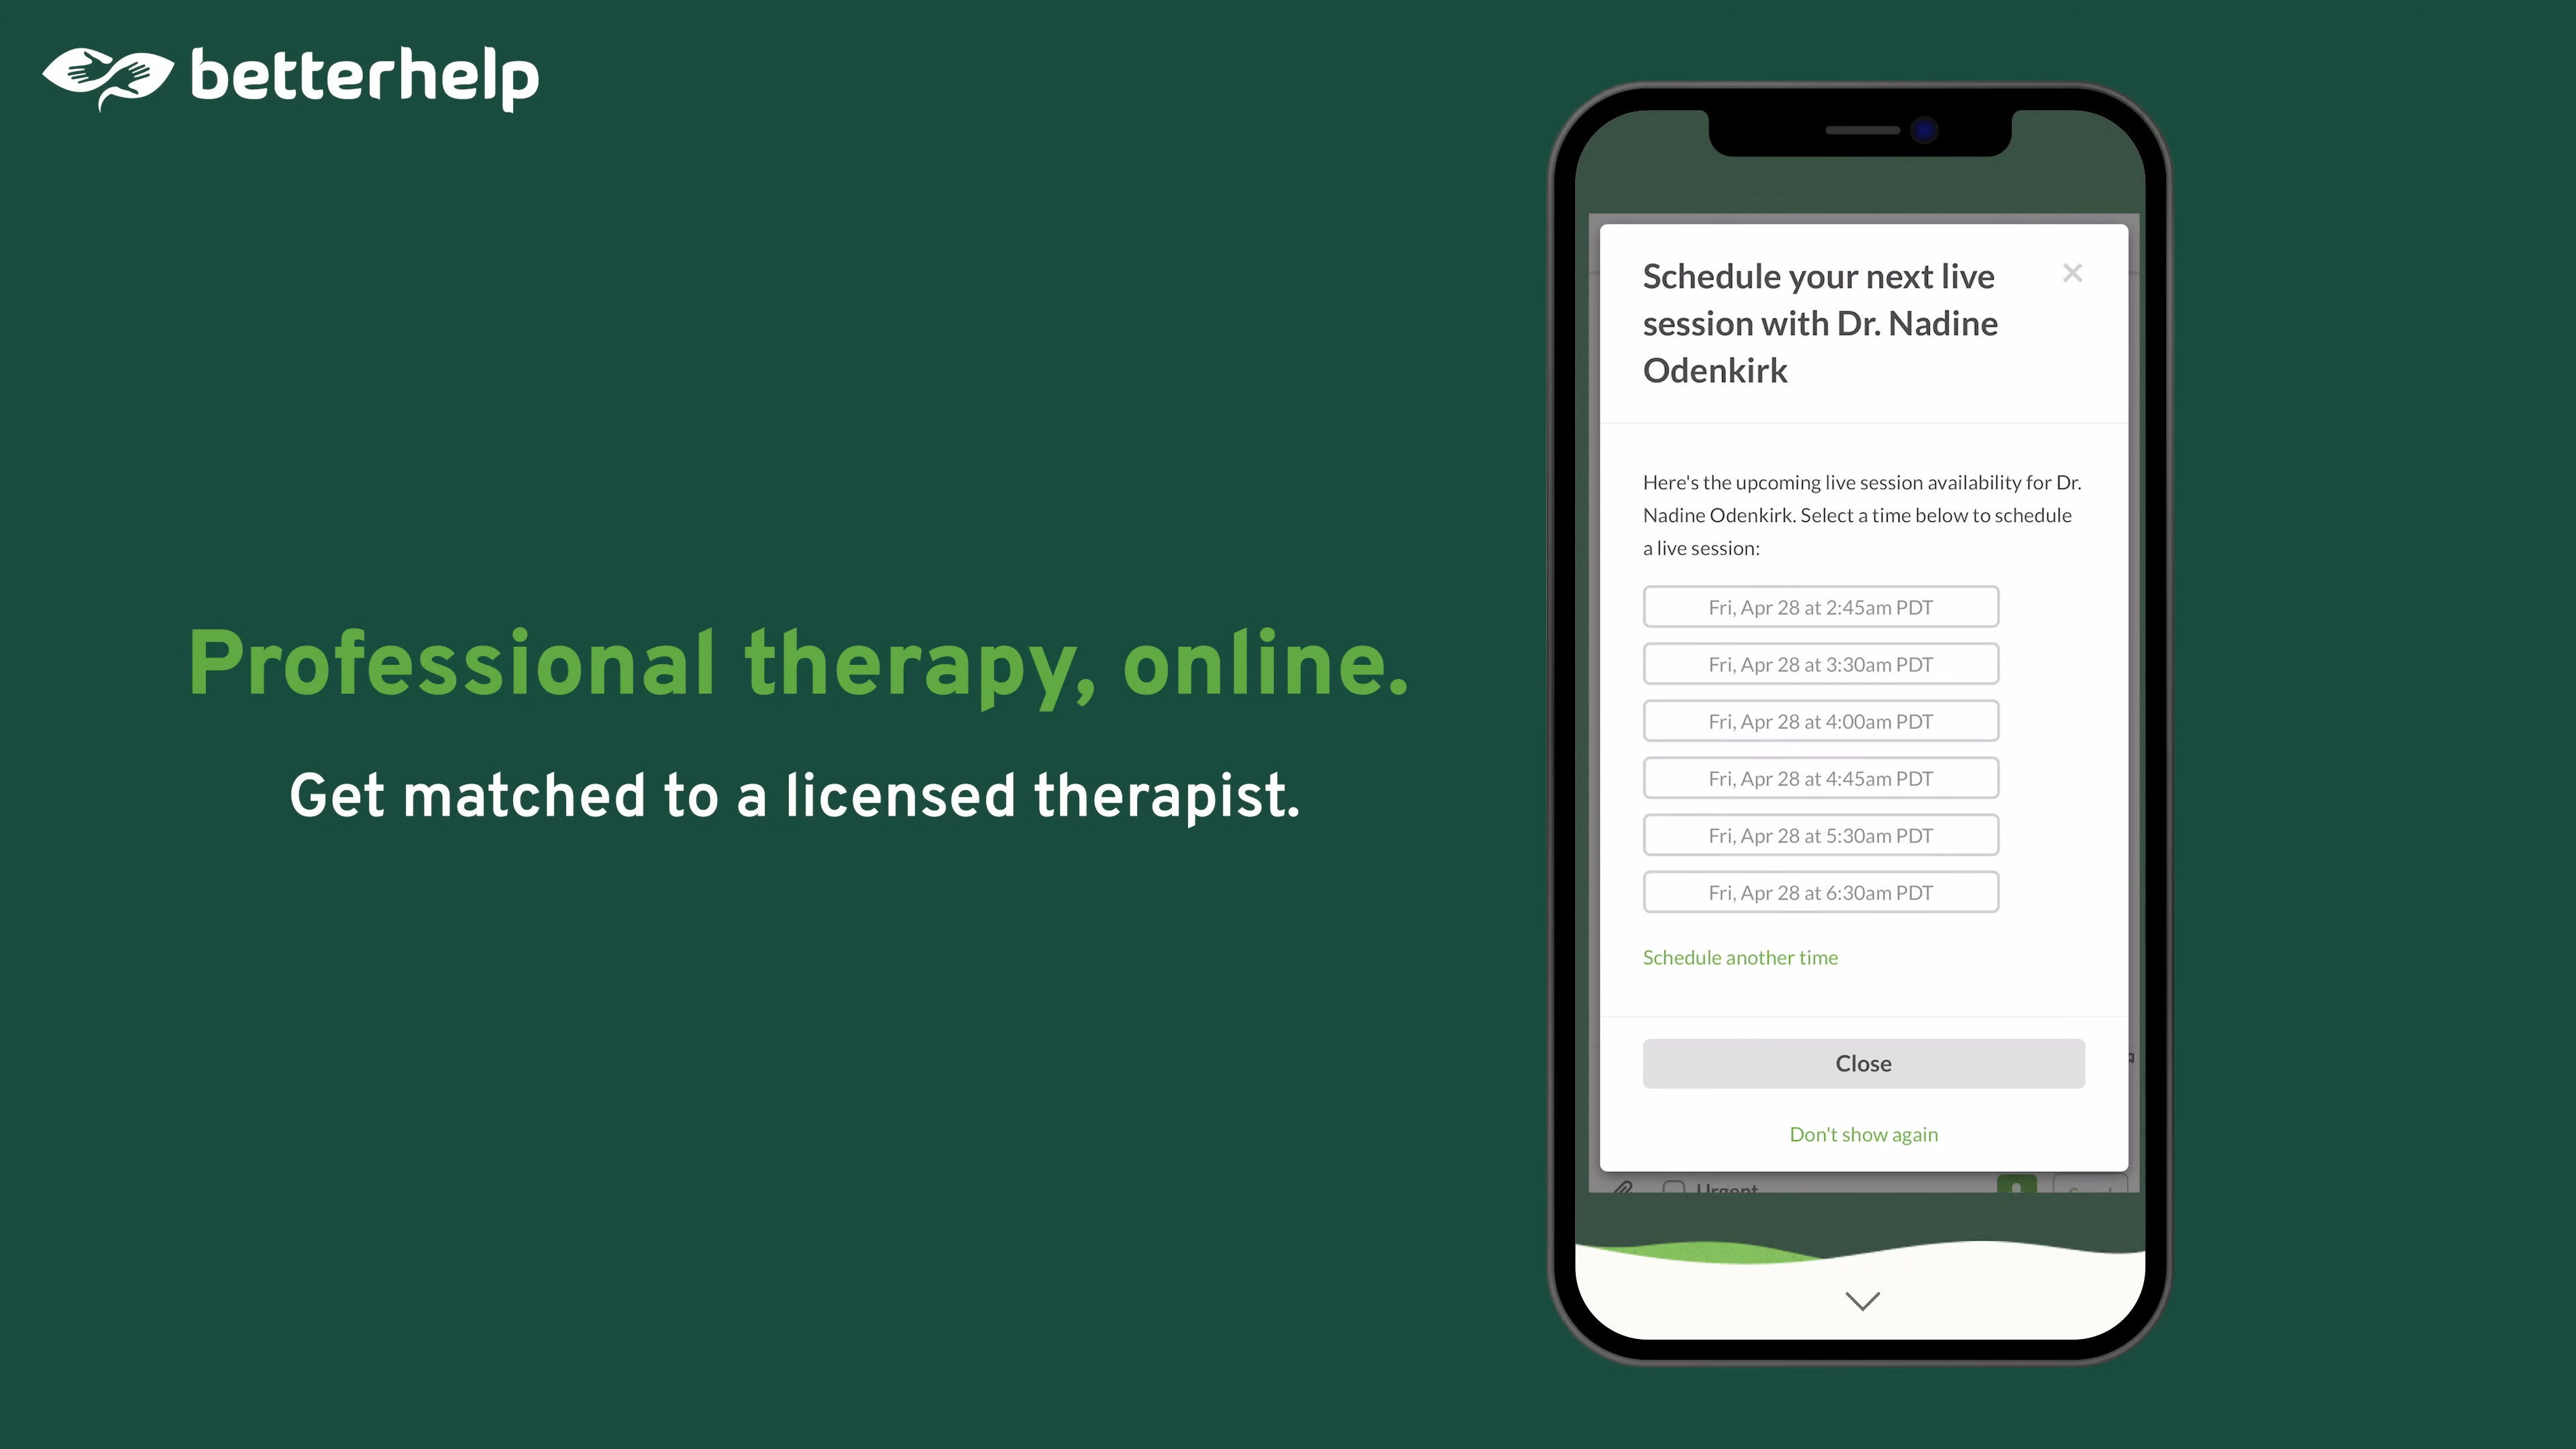 betterhelp
Professional therapy, online.
Get matched to a licensed therapist.
Schedule your next live
session with Dr. Nadine
Odenkirk
Here's the upcoming live session availability for Dr.
Nadine Odenkirk. Select a time below to schedule
a live session:
Fri, Apr 28 at 2:45am PDT
Fri, Apr 28 at 3:30am PDT
Fri, Apr 28 at 4:00am PDT
Fri, Apr 28 at 4:45am PDT
Fri, Apr 28 at 5:30am PDT
Fri, Apr 28 at 6:30am PDT
Schedule another time
Close
Don't show again
Urgent